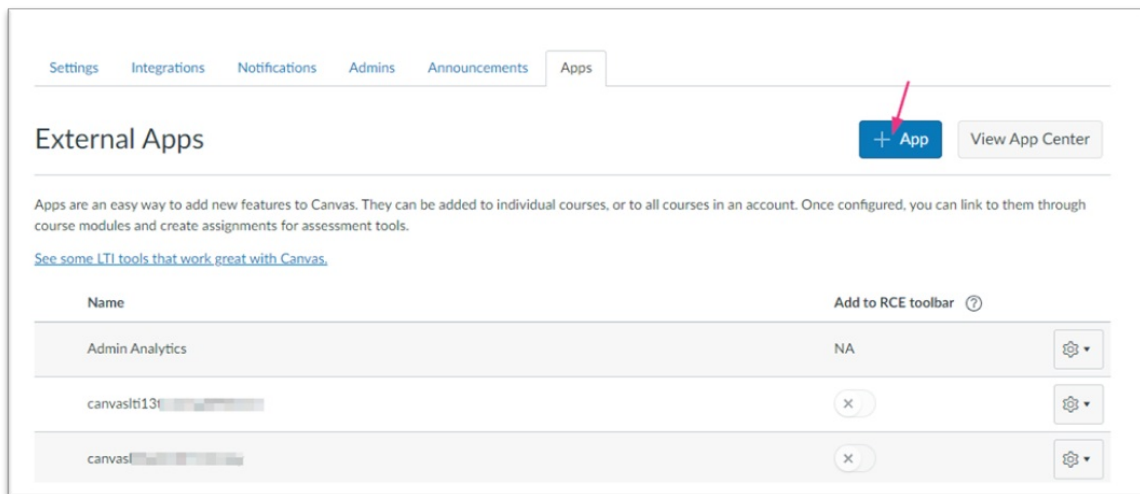 Settings Integrations Notifications Admins Announcements Apps
External Apps
+ App View App Center
Apps are an easy way to add new features to Canvas. They can be added to individual courses, or to all courses in an account. Once configured, you can link to them through
course modules and create assignments for assessment tools.
See some LTI tools that work great with Canvas.
Name Add to RCE toolbar ?
Admin Analytics NA